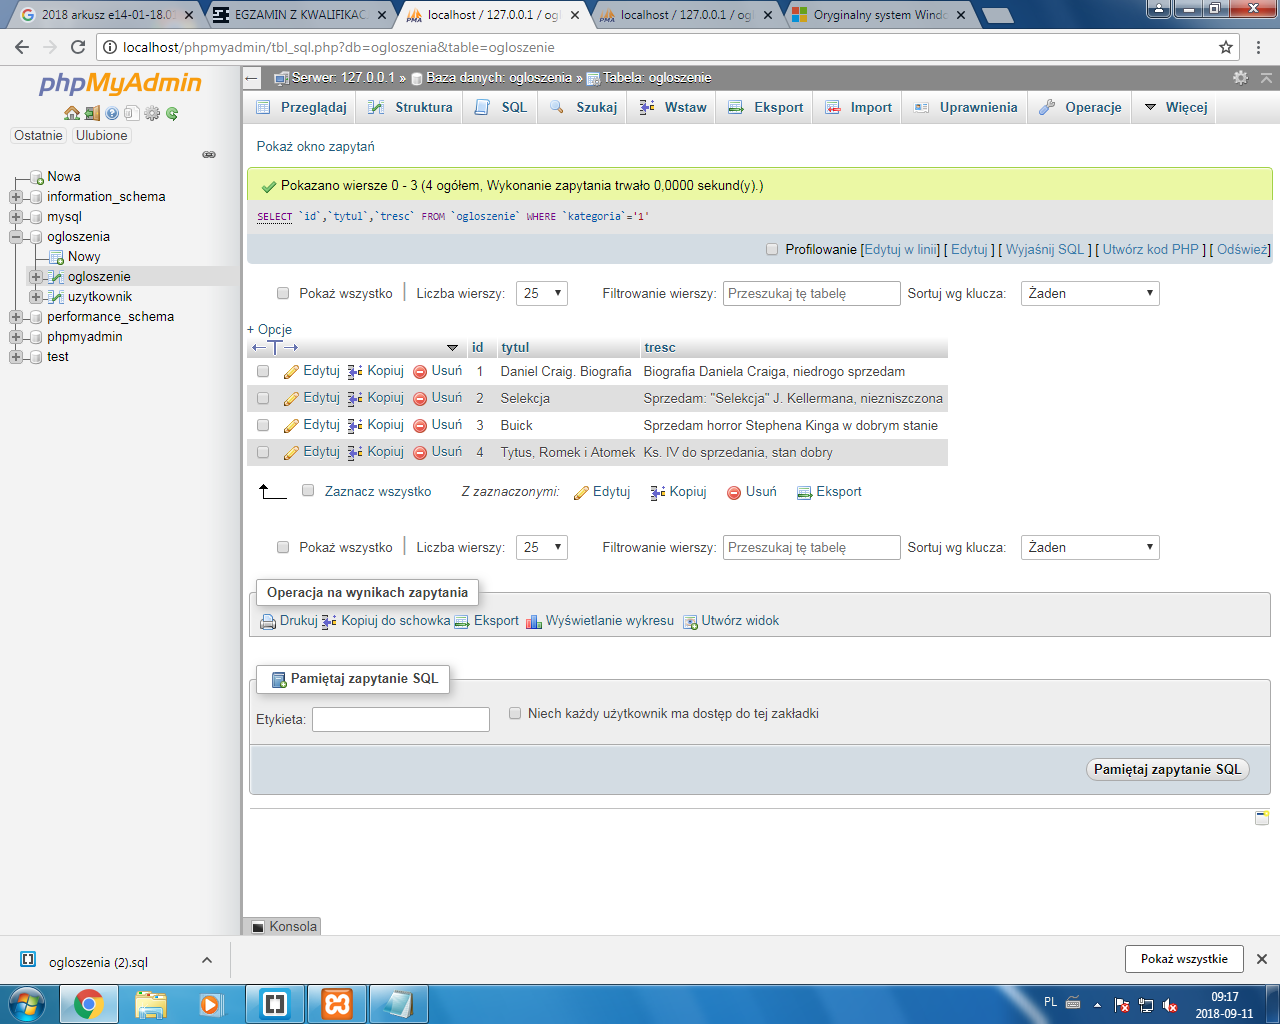 2018 arkusz e14-01-18.0
EGZAMIN Z KWALIFIKAC
localhost / 127.0.0.1 / ogł
localhost / 127.0.0.1 / ogł
Oryginalny system Windo
localhost/phpmyadmin/tbl_sql.php?db=ogloszenia&table=ogloszenie
phpMyAdmin
Ostatnie Ulubione
Nowa
information_schema
mysql
ogloszenia
Nowy
ogloszenie
uzytkownik
performance_schema
phpmyadmin
test
Serwer: 127.0.0.1 » Baza danych: ogloszenia » Tabela: ogloszenie
Przeglądaj Struktura SQL Szukaj Wstaw Eksport Import Uprawnienia Operacje Więcej
Pokaż okno zapytań
Pokazano wiersze 0 - 3 (4 ogółem, Wykonanie zapytania trwało 0,0000 sekund(y).)
SELECT `id`,`tytul`,`tresc` FROM `ogloszenie` WHERE `kategoria`='1'
Profilowanie [Edytuj w linii] [ Edytuj ] [ Wyjaśnij SQL ] [ Utwórz kod PHP ] [ Odśwież]
Pokaż wszystko Liczba wierszy: 25 Filtrowanie wierszy: Przeszukaj tę tabelę Sortuj wg klucza: Żaden
+ Opcje
←T→ id tytul tresc
Edytuj Kopiuj Usuń 1 Daniel Craig. Biografia Biografia Daniela Craiga, niedrogo sprzedam
Edytuj Kopiuj Usuń 2 Selekcja Sprzedam: "Selekcja" J. Kellermana, niezniszczona
Edytuj Kopiuj Usuń 3 Buick Sprzedam horror Stephena Kinga w dobrym stanie
Edytuj Kopiuj Usuń 4 Tytus, Romek i Atomek Ks. IV do sprzedania, stan dobry
Zaznacz wszystko Z zaznaczonymi: Edytuj Kopiuj Usuń Eksport
Pokaż wszystko Liczba wierszy: 25 Filtrowanie wierszy: Przeszukaj tę tabelę Sortuj wg klucza: Żaden
Operacja na wynikach zapytania
Drukuj Kopiuj do schowka Eksport Wyświetlanie wykresu Utwórz widok
Pamiętaj zapytanie SQL
Etykieta: Niech każdy użytkownik ma dostęp do tej zakładki
Pamiętaj zapytanie SQL
Konsola
ogloszenia (2).sql
Pokaż wszystkie
PL
09:17
2018-09-11